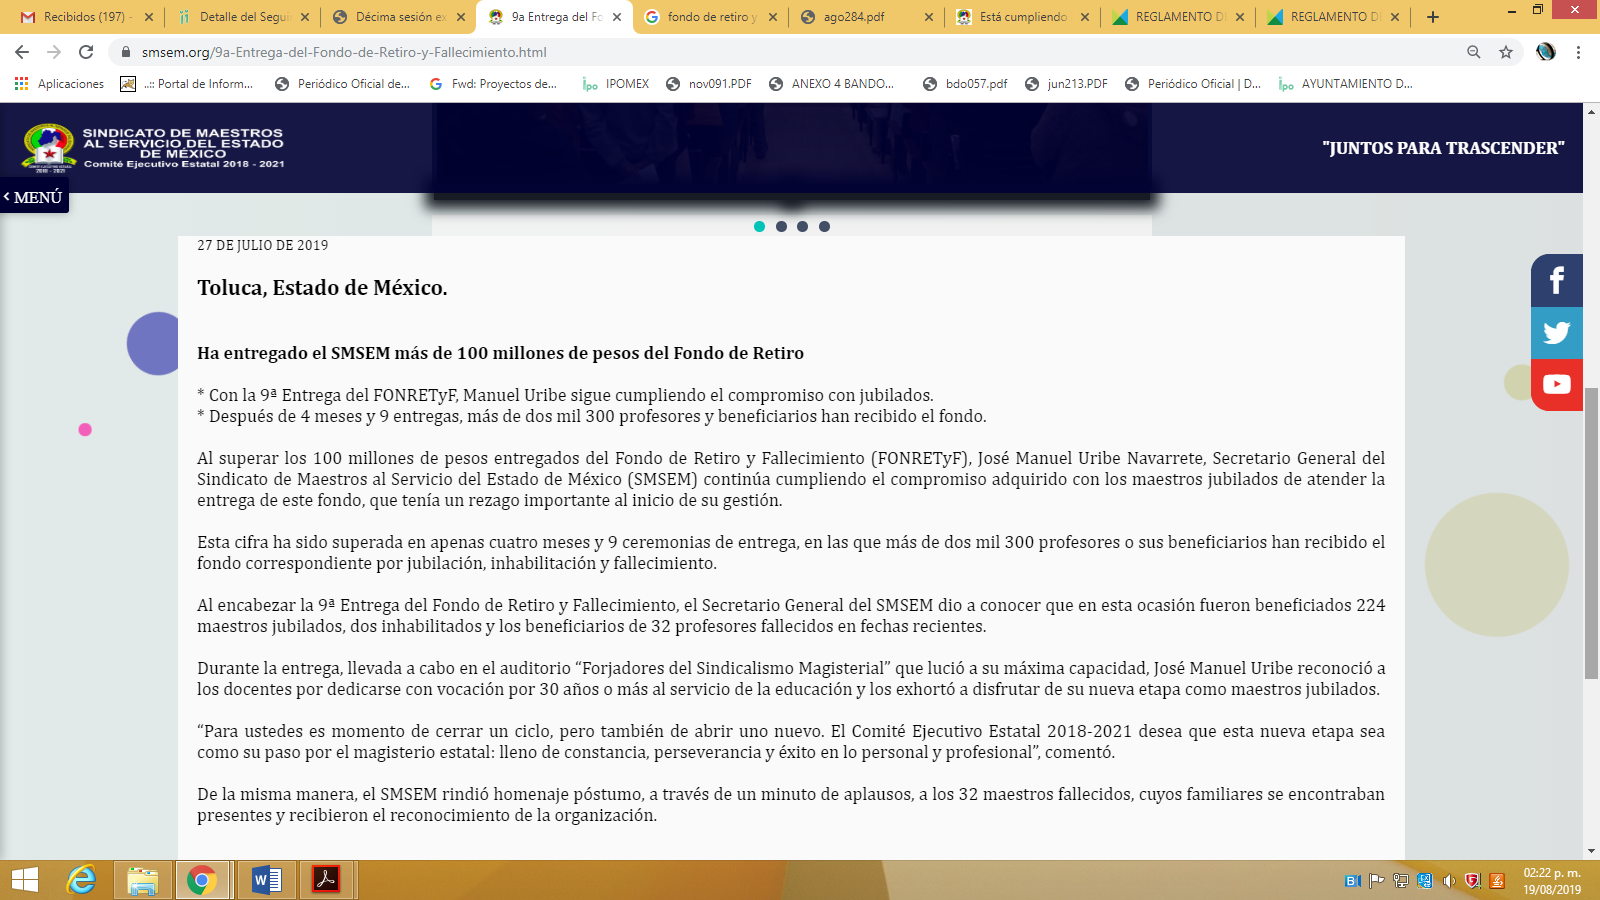 Recibidos (197) -
Detalle del Segui
Décima sesión ex
9a Entrega del Fo
fondo de retiro y
ago284.pdf
Está cumpliendo
REGLAMENTO DE
REGLAMENTO DE
smsem.org/9a-Entrega-del-Fondo-de-Retiro-y-Fallecimiento.html
Aplicaciones
..:: Portal de Inform...
Periódico Oficial de...
Fwd: Proyectos de...
IPOMEX
nov091.PDF
ANEXO 4 BANDO...
bdo057.pdf
jun213.PDF
Periódico Oficial | D...
AYUNTAMIENTO D...
SINDICATO DE MAESTROS
AL SERVICIO DEL ESTADO
DE MÉXICO
Comité Ejecutivo Estatal 2018 - 2021
"JUNTOS PARA TRASCENDER"
MENÚ
27 DE JULIO DE 2019
Toluca, Estado de México.
Ha entregado el SMSEM más de 100 millones de pesos del Fondo de Retiro
* Con la 9ª Entrega del FONRETyF, Manuel Uribe sigue cumpliendo el compromiso con jubilados.
* Después de 4 meses y 9 entregas, más de dos mil 300 profesores y beneficiarios han recibido el fondo.
Al superar los 100 millones de pesos entregados del Fondo de Retiro y Fallecimiento (FONRETyF), José Manuel Uribe Navarrete, Secretario General del
Sindicato de Maestros al Servicio del Estado de México (SMSEM) continúa cumpliendo el compromiso adquirido con los maestros jubilados de atender la
entrega de este fondo, que tenía un rezago importante al inicio de su gestión.
Esta cifra ha sido superada en apenas cuatro meses y 9 ceremonias de entrega, en las que más de dos mil 300 profesores o sus beneficiarios han recibido el
fondo correspondiente por jubilación, inhabilitación y fallecimiento.
Al encabezar la 9ª Entrega del Fondo de Retiro y Fallecimiento, el Secretario General del SMSEM dio a conocer que en esta ocasión fueron beneficiados 224
maestros jubilados, dos inhabilitados y los beneficiarios de 32 profesores fallecidos en fechas recientes.
Durante la entrega, llevada a cabo en el auditorio “Forjadores del Sindicalismo Magisterial” que lució a su máxima capacidad, José Manuel Uribe reconoció a
los docentes por dedicarse con vocación por 30 años o más al servicio de la educación y los exhortó a disfrutar de su nueva etapa como maestros jubilados.
“Para ustedes es momento de cerrar un ciclo, pero también de abrir uno nuevo. El Comité Ejecutivo Estatal 2018-2021 desea que esta nueva etapa sea
como su paso por el magisterio estatal: lleno de constancia, perseverancia y éxito en lo personal y profesional”, comentó.
De la misma manera, el SMSEM rindió homenaje póstumo, a través de un minuto de aplausos, a los 32 maestros fallecidos, cuyos familiares se encontraban
presentes y recibieron el reconocimiento de la organización.
02:22 p. m.
19/08/2019